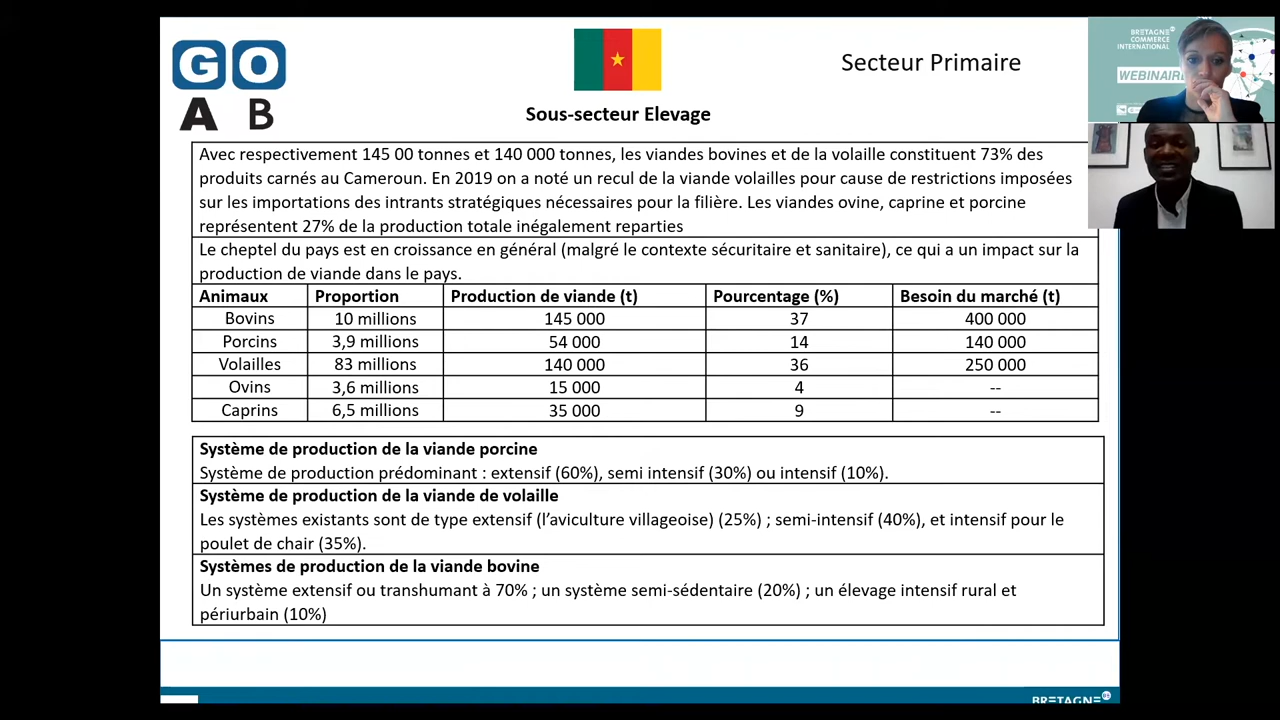 GO
A B
Secteur Primaire
BRETAGNE
COMMERCE
INTERNATIONAL
WEBINAIRE
Sous-secteur Elevage
Avec respectivement 145 00 tonnes et 140 000 tonnes, les viandes bovines et de la volaille constituent 73% des
produits carnés au Cameroun. En 2019 on a noté un recul de la viande volailles pour cause de restrictions imposées
sur les importations des intrants stratégiques nécessaires pour la filière. Les viandes ovine, caprine et porcine
représentent 27% de la production totale inégalement reparties
Le cheptel du pays est en croissance en général (malgré le contexte sécuritaire et sanitaire), ce qui a un impact sur la
production de viande dans le pays.
Animaux Proportion Production de viande (t) Pourcentage (%) Besoin du marché (t)
Bovins 10 millions 145 000 37 400 000
Porcins 3,9 millions 54 000 14 140 000
Volailles 83 millions 140 000 36 250 000
Ovins 3,6 millions 15 000 4 --
Caprins 6,5 millions 35 000 9 --
Système de production de la viande porcine
Système de production prédominant : extensif (60%), semi intensif (30%) ou intensif (10%).
Système de production de la viande de volaille
Les systèmes existants sont de type extensif (l'aviculture villageoise) (25%) ; semi-intensif (40%), et intensif pour le
poulet de chair (35%).
Systèmes de production de la viande bovine
Un système extensif ou transhumant à 70% ; un système semi-sédentaire (20%) ; un élevage intensif rural et
périurbain (10%)
BRETAGNE